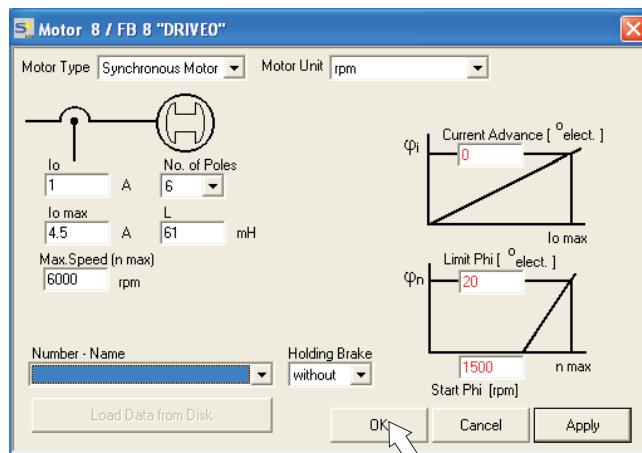 Motor 8 / FB 8 "DRIVE0"
Motor Type Synchronous Motor Motor Unit rpm
Current Advance [ °elect. ]
φi 0
Io No. of Poles
1 A 6
Io max L
4.5 A 61 mH
Io max
Max.Speed (n max)
6000 rpm
Limit Phi [ °elect. ]
φn 20
Number - Name Holding Brake
without
1500 n max
Start Phi [rpm]
Load Data from Disk
OK Cancel Apply